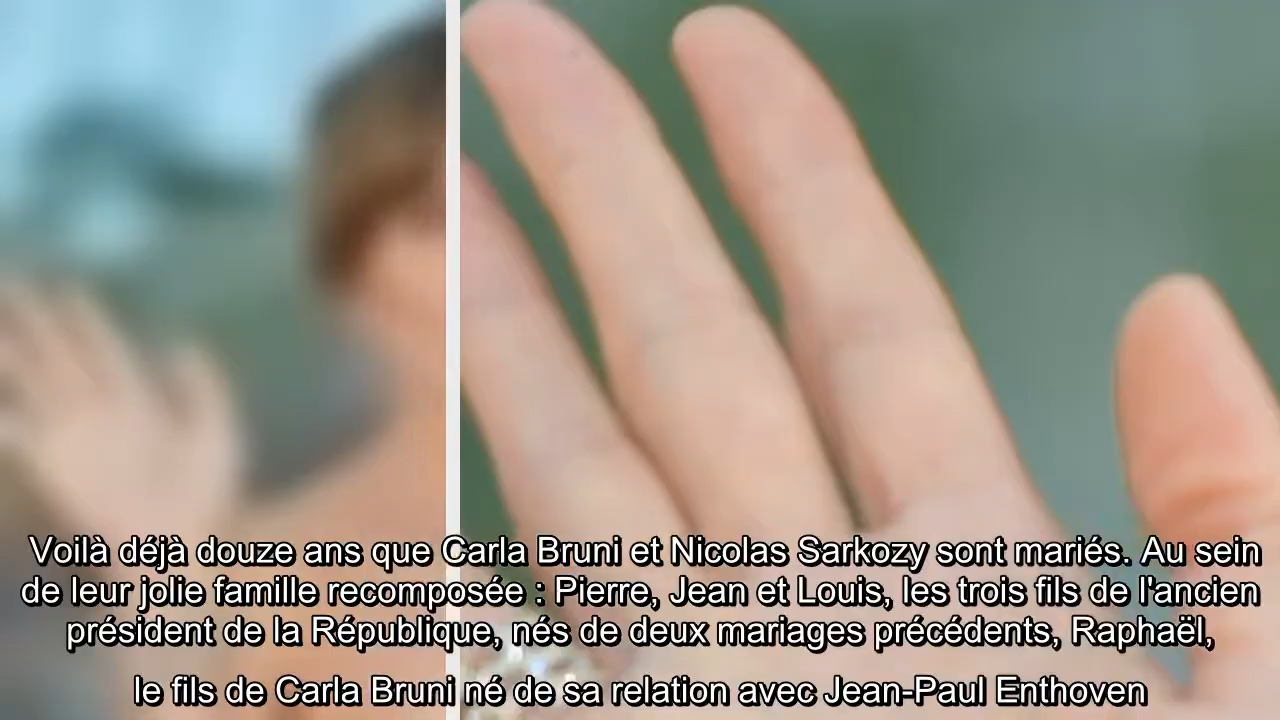 Voilà déjà douze ans que Carla Bruni et Nicolas Sarkozy sont mariés. Au sein
de leur jolie famille recomposée : Pierre, Jean et Louis, les trois fils de l'ancien
président de la République, nés de deux mariages précédents, Raphaël,
le fils de Carla Bruni né de sa relation avec Jean-Paul Enthoven